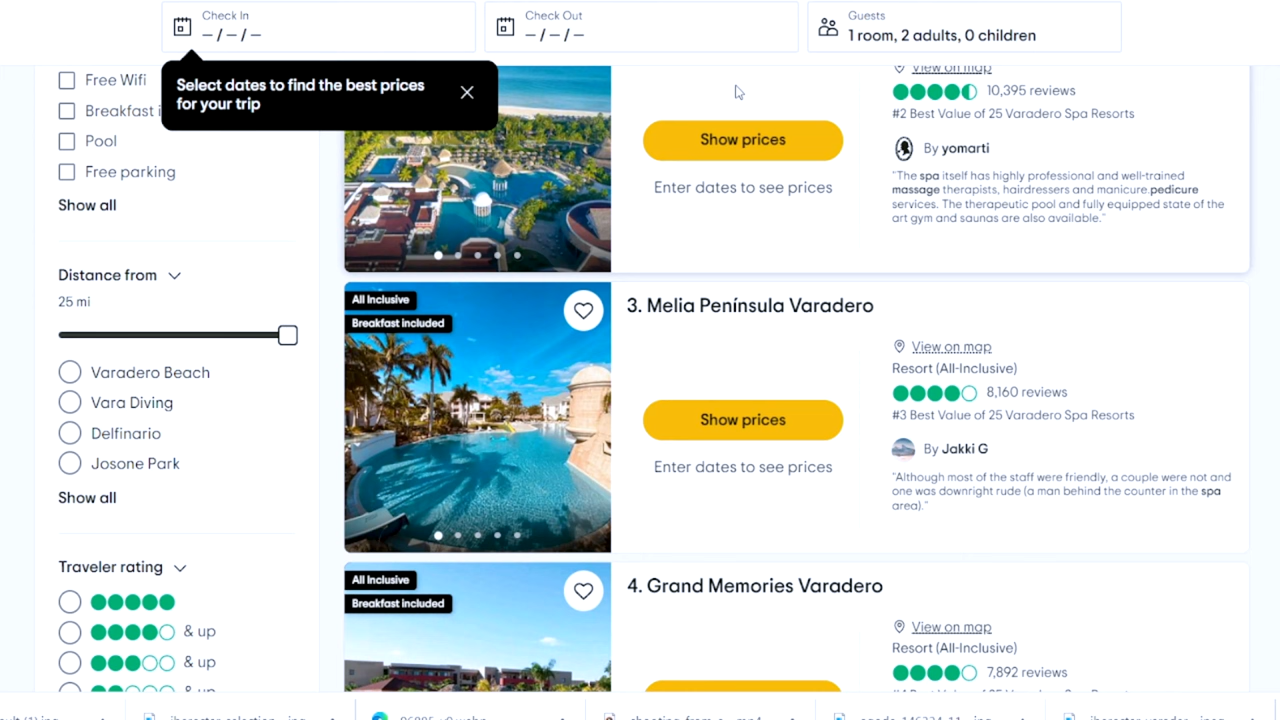 Check In
– / – / –
Check Out
– / – / –
Guests
1 room, 2 adults, 0 children
Select dates to find the best prices
for your trip
Free Wifi
Breakfast i
Pool
Free parking
Show all
Distance from
25 mi
Varadero Beach
Vara Diving
Delfinario
Josone Park
Show all
Traveler rating
& up
& up
& up
View on map
10,395 reviews
#2 Best Value of 25 Varadero Spa Resorts
Show prices
Enter dates to see prices
By yomarti
"The spa itself has highly professional and well-trained
massage therapists, hairdressers and manicure.pedicure
services. The therapeutic pool and fully equipped state of the
art gym and saunas are also available."
All Inclusive
Breakfast included
3. Melia Península Varadero
View on map
Resort (All-Inclusive)
8,160 reviews
#3 Best Value of 25 Varadero Spa Resorts
Show prices
Enter dates to see prices
By Jakki G
"Although most of the staff were friendly, a couple were not and
one was downright rude (a man behind the counter in the spa
area)."
All Inclusive
Breakfast included
4. Grand Memories Varadero
View on map
Resort (All-Inclusive)
7,892 reviews